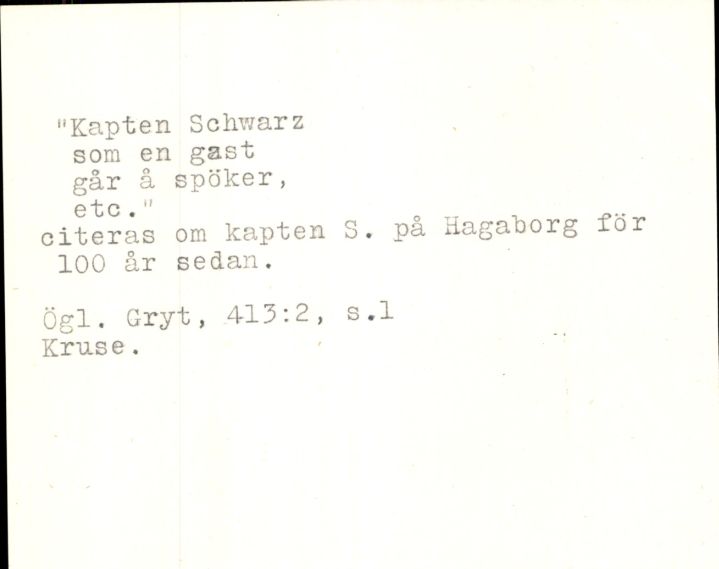 "Kapten Schwarz
som en gast
går å spöker,
etc."
citeras om kapten S. på Hagaborg för
100 år sedan.
Ögl. Gryt, 413:2, s.1
Kruse.